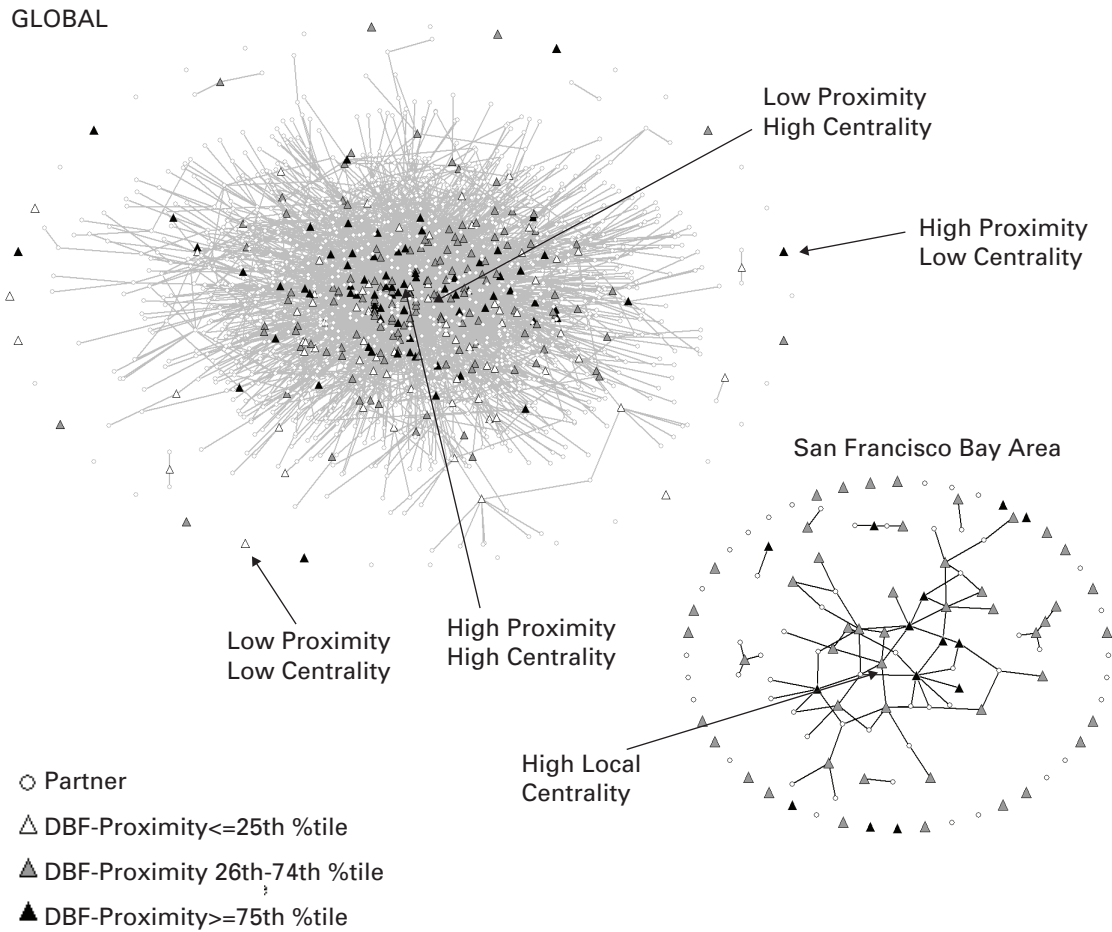 GLOBAL
Low Proximity
High Centrality
High Proximity
Low Centrality
San Francisco Bay Area
Low Proximity
Low Centrality
High Proximity
High Centrality
High Local
Centrality
Partner
DBF-Proximity<=25th %tile
DBF-Proximity 26th-74th %tile
DBF-Proximity>=75th %tile